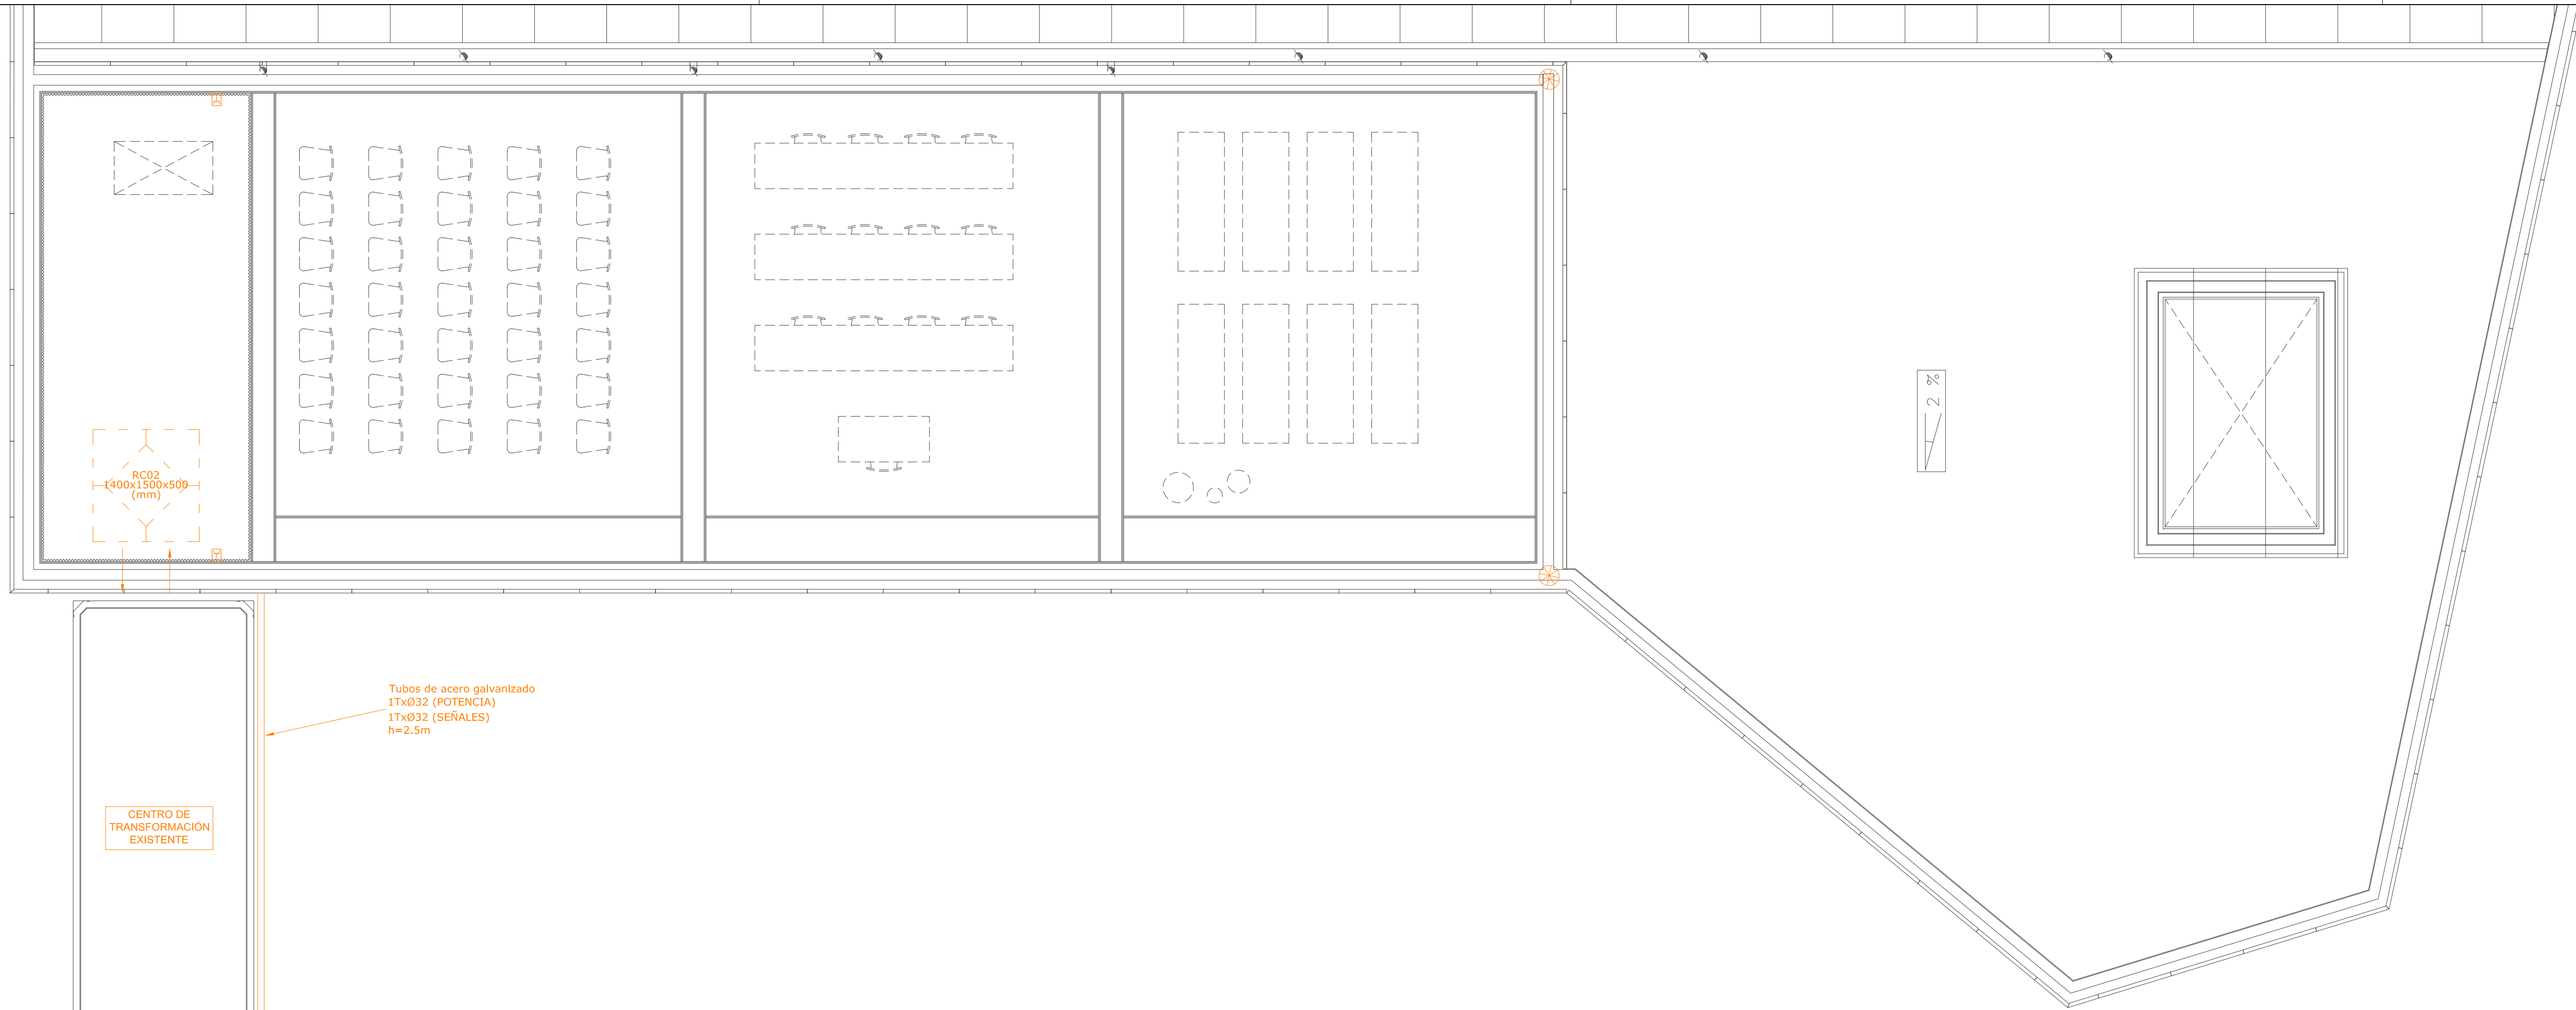 2 %
RC02
1400x1500x500
(mm)
Tubos de acero galvanizado
1TxØ32 (POTENCIA)
1TxØ32 (SEÑALES)
h=2.5m
CENTRO DE
TRANSFORMACIÓN
EXISTENTE